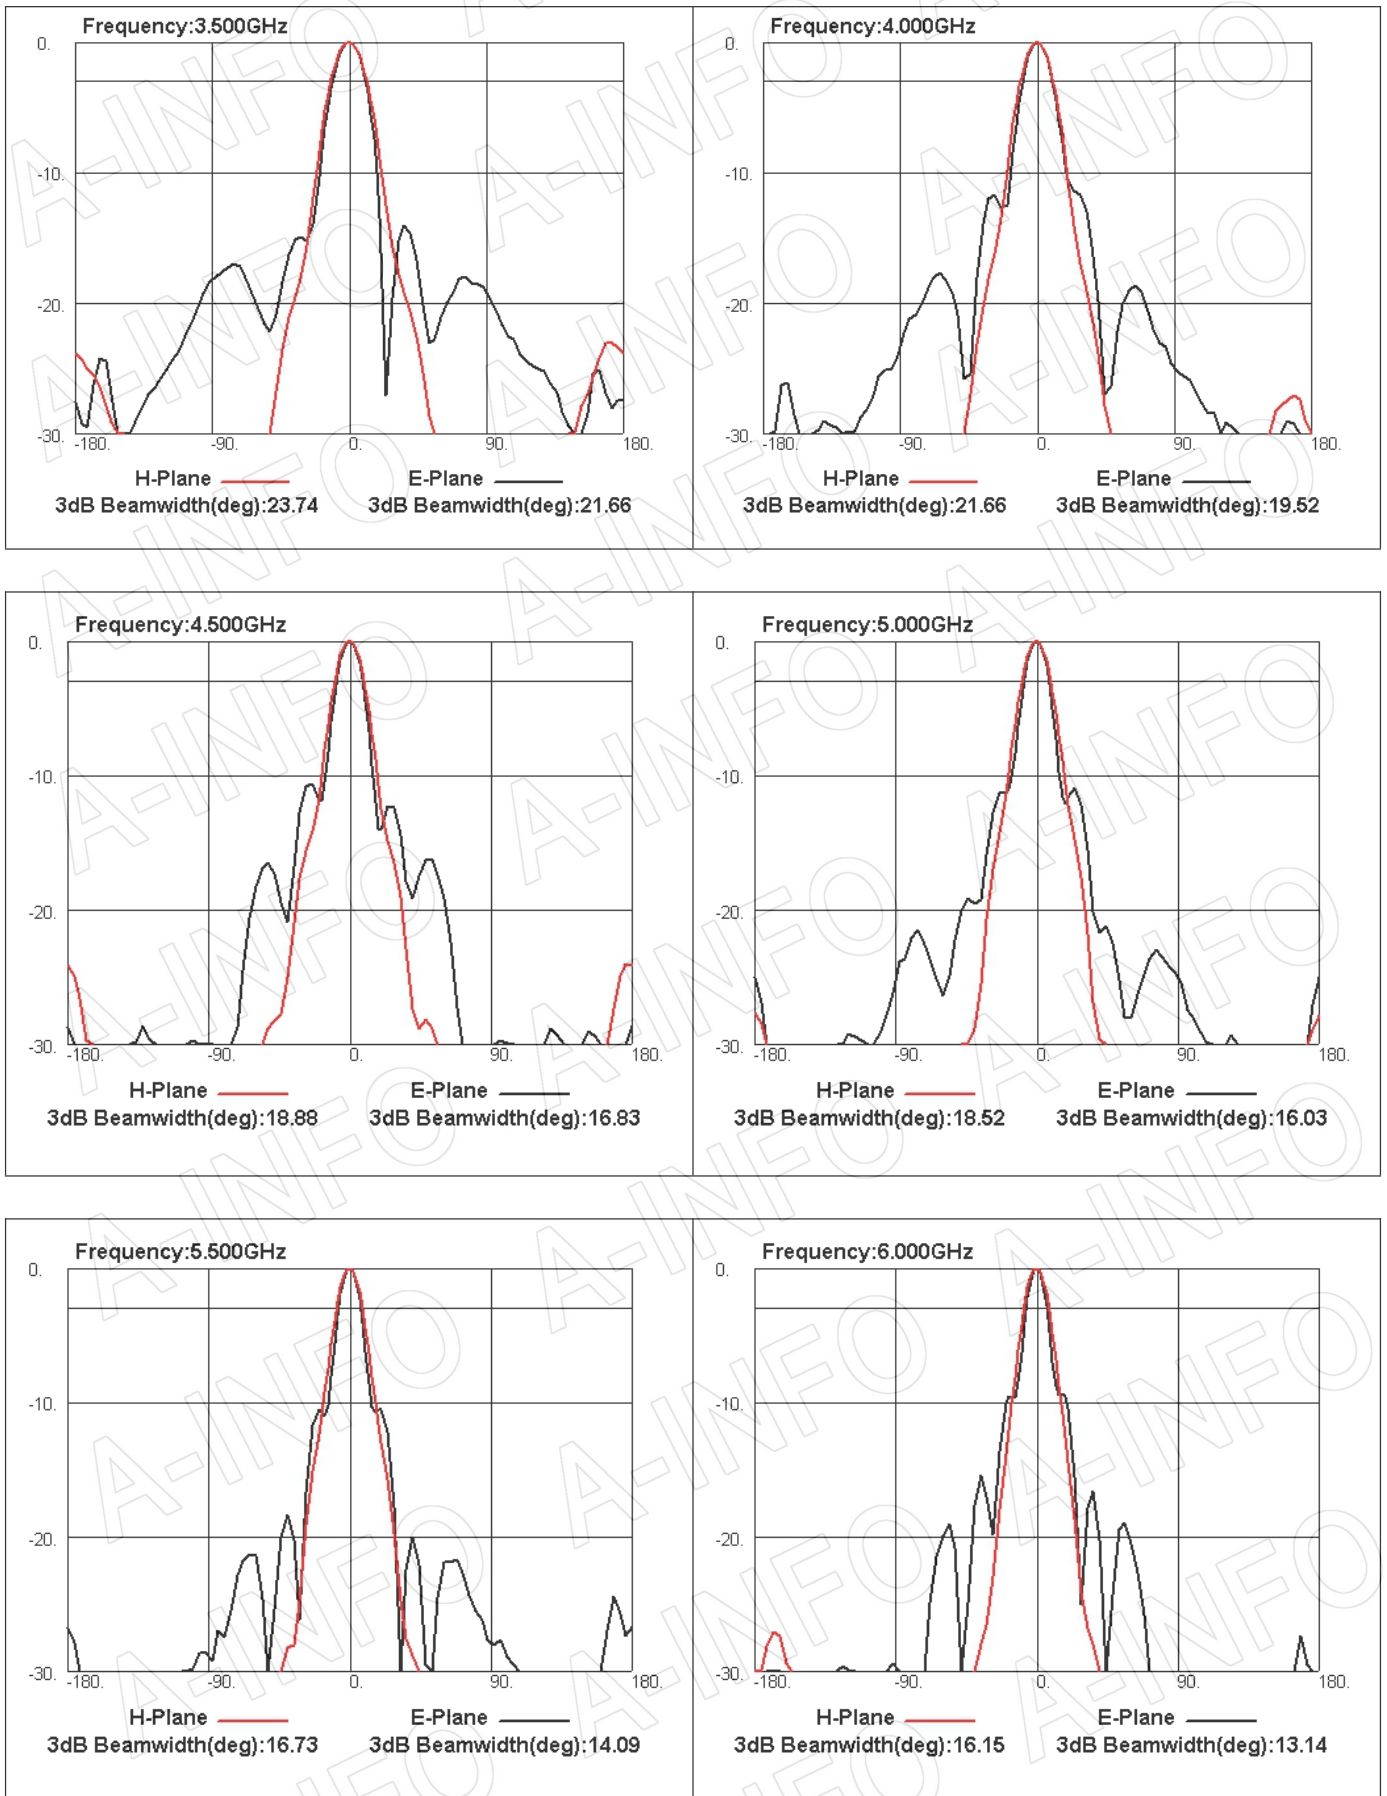 Frequency:3.500GHz
0.
-10.
-20.
-30.
-180.
-90.
0.
90.
180.
H-Plane
E-Plane
3dB Beamwidth(deg):23.74
3dB Beamwidth(deg):21.66
Frequency:4.000GHz
0.
-10.
-20.
-30.
-180.
-90.
0.
90.
180.
H-Plane
E-Plane
3dB Beamwidth(deg):21.66
3dB Beamwidth(deg):19.52
Frequency:4.500GHz
0.
-10.
-20.
-30.
-180.
-90.
0.
90.
180.
H-Plane
E-Plane
3dB Beamwidth(deg):18.88
3dB Beamwidth(deg):16.83
Frequency:5.000GHz
0.
-10.
-20.
-30.
-180.
-90.
0.
90.
180.
H-Plane
E-Plane
3dB Beamwidth(deg):18.52
3dB Beamwidth(deg):16.03
Frequency:5.500GHz
0.
-10.
-20.
-30.
-180.
-90.
0.
90.
180.
H-Plane
E-Plane
3dB Beamwidth(deg):16.73
3dB Beamwidth(deg):14.09
Frequency:6.000GHz
0.
-10.
-20.
-30.
-180.
-90.
0.
90.
180.
H-Plane
E-Plane
3dB Beamwidth(deg):16.15
3dB Beamwidth(deg):13.14
A-INFO